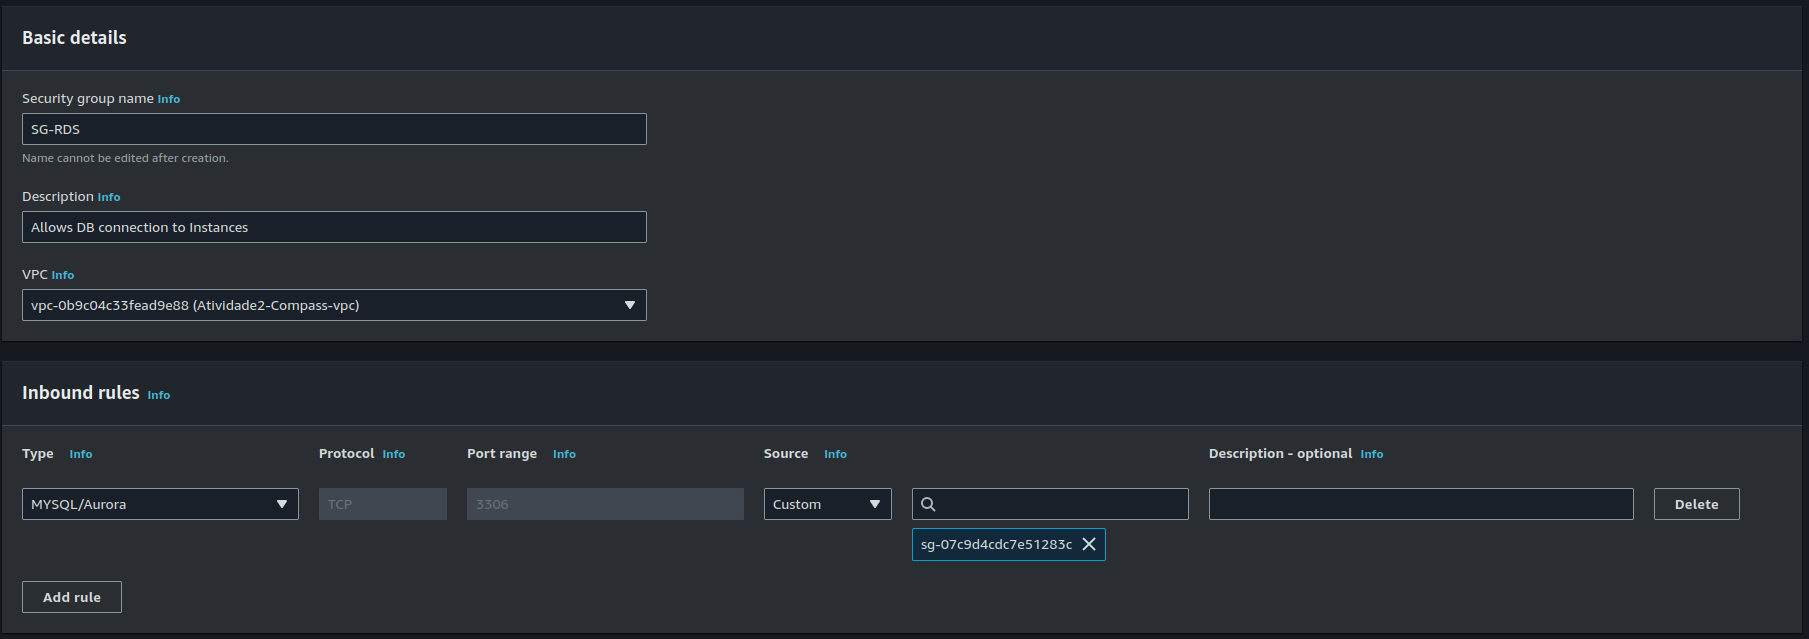 Basic details
Security group name Info
SG-RDS
Name cannot be edited after creation.
Description Info
Allows DB connection to Instances
VPC Info
vpc-0b9c04c33fead9e88 (Atividade2-Compass-vpc)
Inbound rules Info
Type Info Protocol Info Port range Info Source Info Description - optional Info
MYSQL/Aurora TCP 3306 Custom Delete
sg-07c9d4cdc7e51283c
Add rule